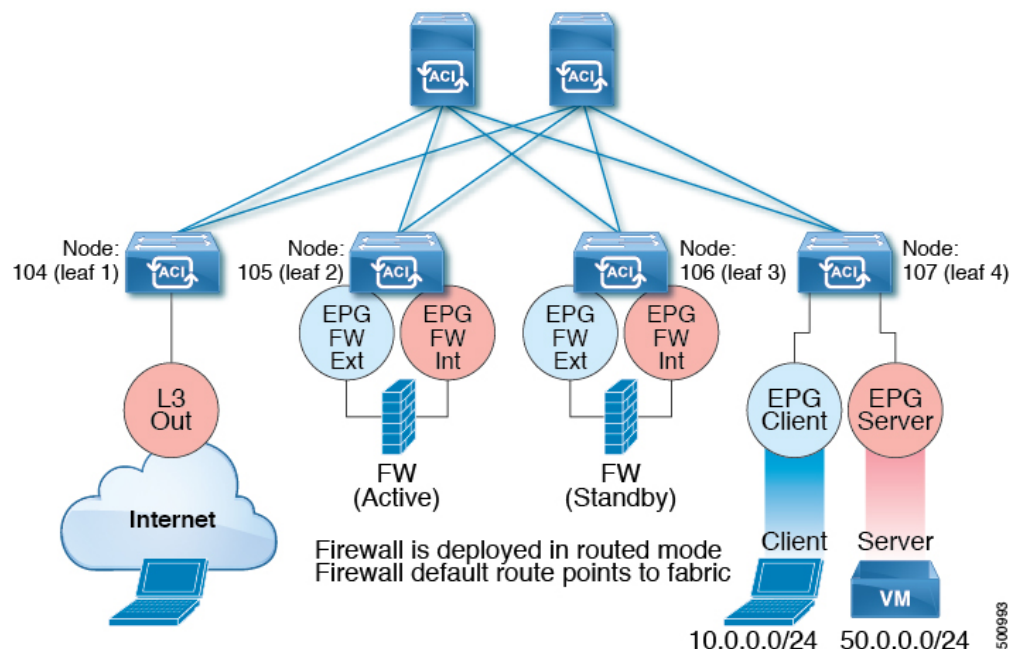 ACI
ACI
Node:
104 (leaf 1)
ACI
Node:
105 (leaf 2)
ACI
ACI
Node:
106 (leaf 3)
ACI
Node:
107 (leaf 4)
EPG
FW
Ext
EPG
FW
Int
EPG
FW
Ext
EPG
FW
Int
L3
Out
EPG
Client
EPG
Server
FW
(Active)
FW
(Standby)
Internet
Firewall is deployed in routed mode
Firewall default route points to fabric
Client
Server
VM
10.0.0.0/24
50.0.0.0/24
500993